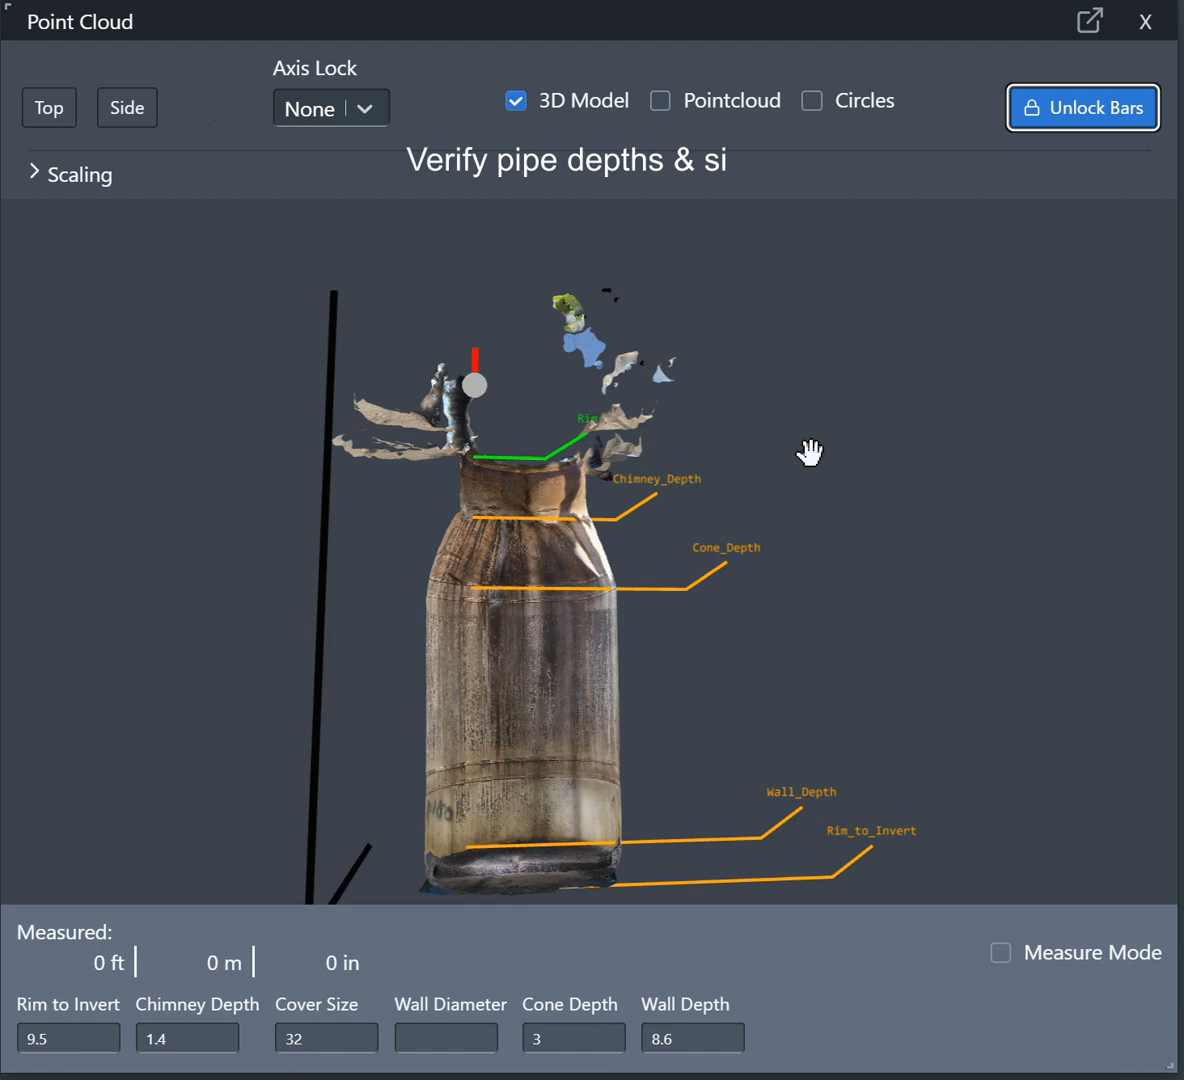 Point Cloud
X
Axis Lock
Top
Side
None
3D Model
Pointcloud
Circles
Unlock Bars
Verify pipe depths & si
Scaling
Rim
Chimney_Depth
Cone_Depth
Wall_Depth
Rim_to_Invert
Measured:
0 ft
0 m
0 in
Measure Mode
Rim to Invert
Chimney Depth
Cover Size
Wall Diameter
Cone Depth
Wall Depth
9.5
1.4
32
3
8.6